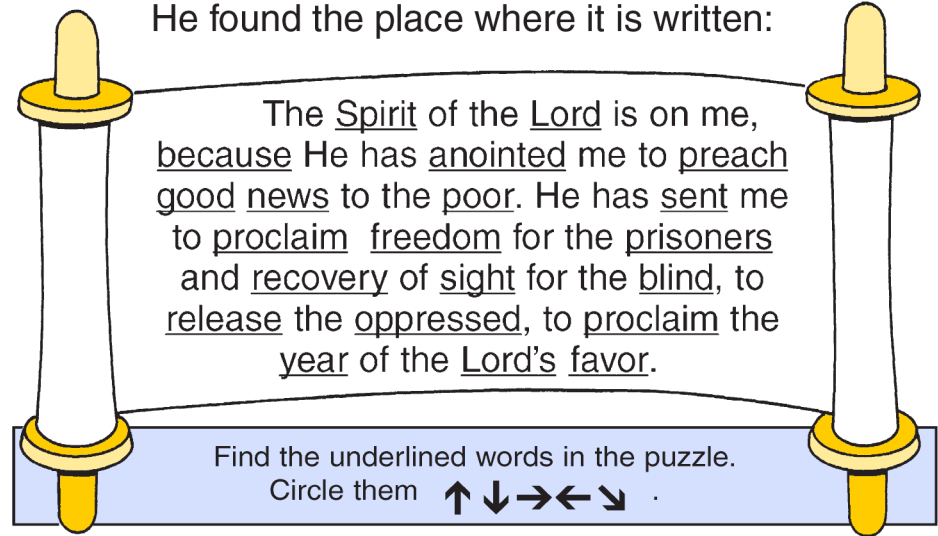 He found the place where it is written:
The Spirit of the Lord is on me,
because He has anointed me to preach
good news to the poor. He has sent me
to proclaim freedom for the prisoners
and recovery of sight for the blind, to
release the oppressed, to proclaim the
year of the Lord's favor.
Find the underlined words in the puzzle.
Circle them ↑ ↓ → ← ↘ .